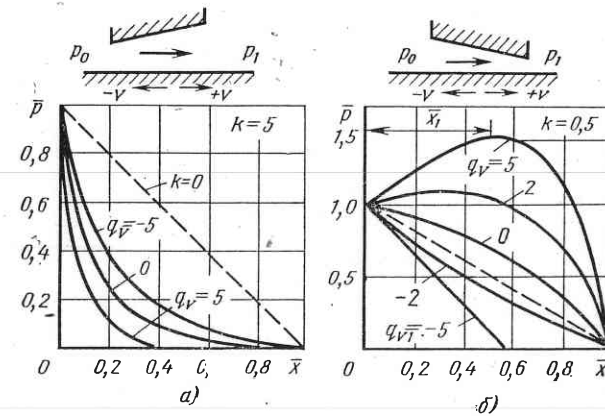 p₀ p₁
-v +v
p̄
k=5
0,8
k=0
0,6
q_v̄=-5
0,4
0
0,2
q_v=5
0 0,2 0,4 0, 0,8 x̄
а)
p₀ p₁
-v +v
p̄ x̄₁ k=0,5
1,5
q_v=5
2
1,0
0
0,5
-2
q_v1=-5
0 0,2 0,4 0,6 0,8 x̄
б)